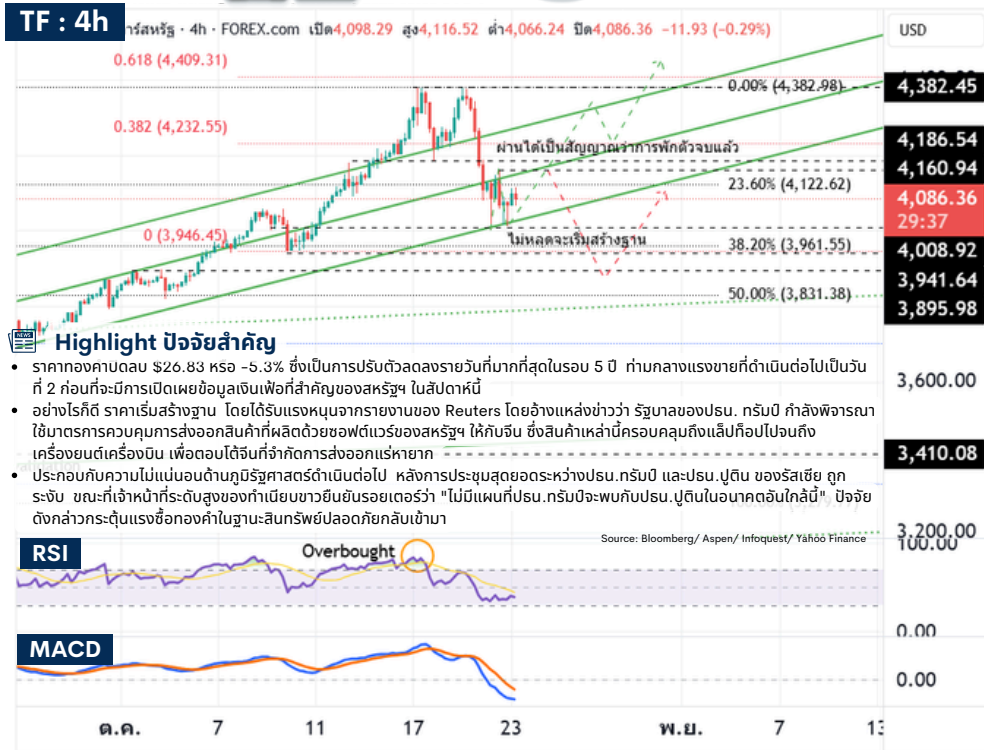 TF : 4h
าร์สหรัฐ · 4h · FOREX.com เปิด4,098.29 สูง4,116.52 ต่ำ4,066.24 ปิด4,086.36 −11.93 (−0.29%)
USD
0.618 (4,409.31)
0.00% (4,382.98)
4,382.45
0.382 (4,232.55)
ผ่านได้เป็นสัญญาณว่าการพักตัวจบแล้ว
4,186.54
4,160.94
23.60% (4,122.62)
4,086.36
29:37
0 (3,946.45)
ไม่หลุดจะเริ่มสร้างฐาน
38.20% (3,961.55)
4,008.92
3,941.64
50.00% (3,831.38)
3,895.98
NEWS
Highlight ปัจจัยสำคัญ
• ราคาทองคำปิดลบ $26.83 หรือ -5.3% ซึ่งเป็นการปรับตัวลดลงรายวันที่มากที่สุดในรอบ 5 ปี ท่ามกลางแรงขายที่ดำเนินต่อไปเป็นวัน
ที่ 2 ก่อนที่จะมีการเปิดเผยข้อมูลเงินเฟ้อที่สำคัญของสหรัฐฯ ในสัปดาห์นี้
3,600.00
• อย่างไรก็ดี ราคาเริ่มสร้างฐาน โดยได้รับแรงหนุนจากรายงานของ Reuters โดยอ้างแหล่งข่าวว่า รัฐบาลของปธน. ทรัมป์ กำลังพิจารณา
ใช้มาตรการควบคุมการส่งออกสินค้าที่ผลิตด้วยซอฟต์แวร์ของสหรัฐฯ ให้กับจีน ซึ่งสินค้าเหล่านี้ครอบคลุมถึงแล็ปท็อปไปจนถึง
เครื่องยนต์เครื่องบิน เพื่อตอบโต้จีนที่จำกัดการส่งออกแร่หายาก
3,410.08
• ประกอบกับความไม่แน่นอนด้านภูมิรัฐศาสตร์ดำเนินต่อไป หลังการประชุมสุดยอดระหว่างปธน.ทรัมป์ และปธน.ปูติน ของรัสเซีย ถูก
ระงับ ขณะที่เจ้าหน้าที่ระดับสูงของทำเนียบขาวยืนยันรอยเตอร์ว่า "ไม่มีแผนที่ปธน.ทรัมป์จะพบกับปธน.ปูตินในอนาคตอันใกล้นี้" ปัจจัย
ดังกล่าวกระตุ้นแรงซื้อทองคำในฐานะสินทรัพย์ปลอดภัยกลับเข้ามา
3,200.00
Source: Bloomberg/ Aspen/ Infoquest/ Yahoo Finance
100.00
RSI
Overbought
0.00
MACD
0.00
ต.ค. 7 11 17 23 พ.ย. 7 13